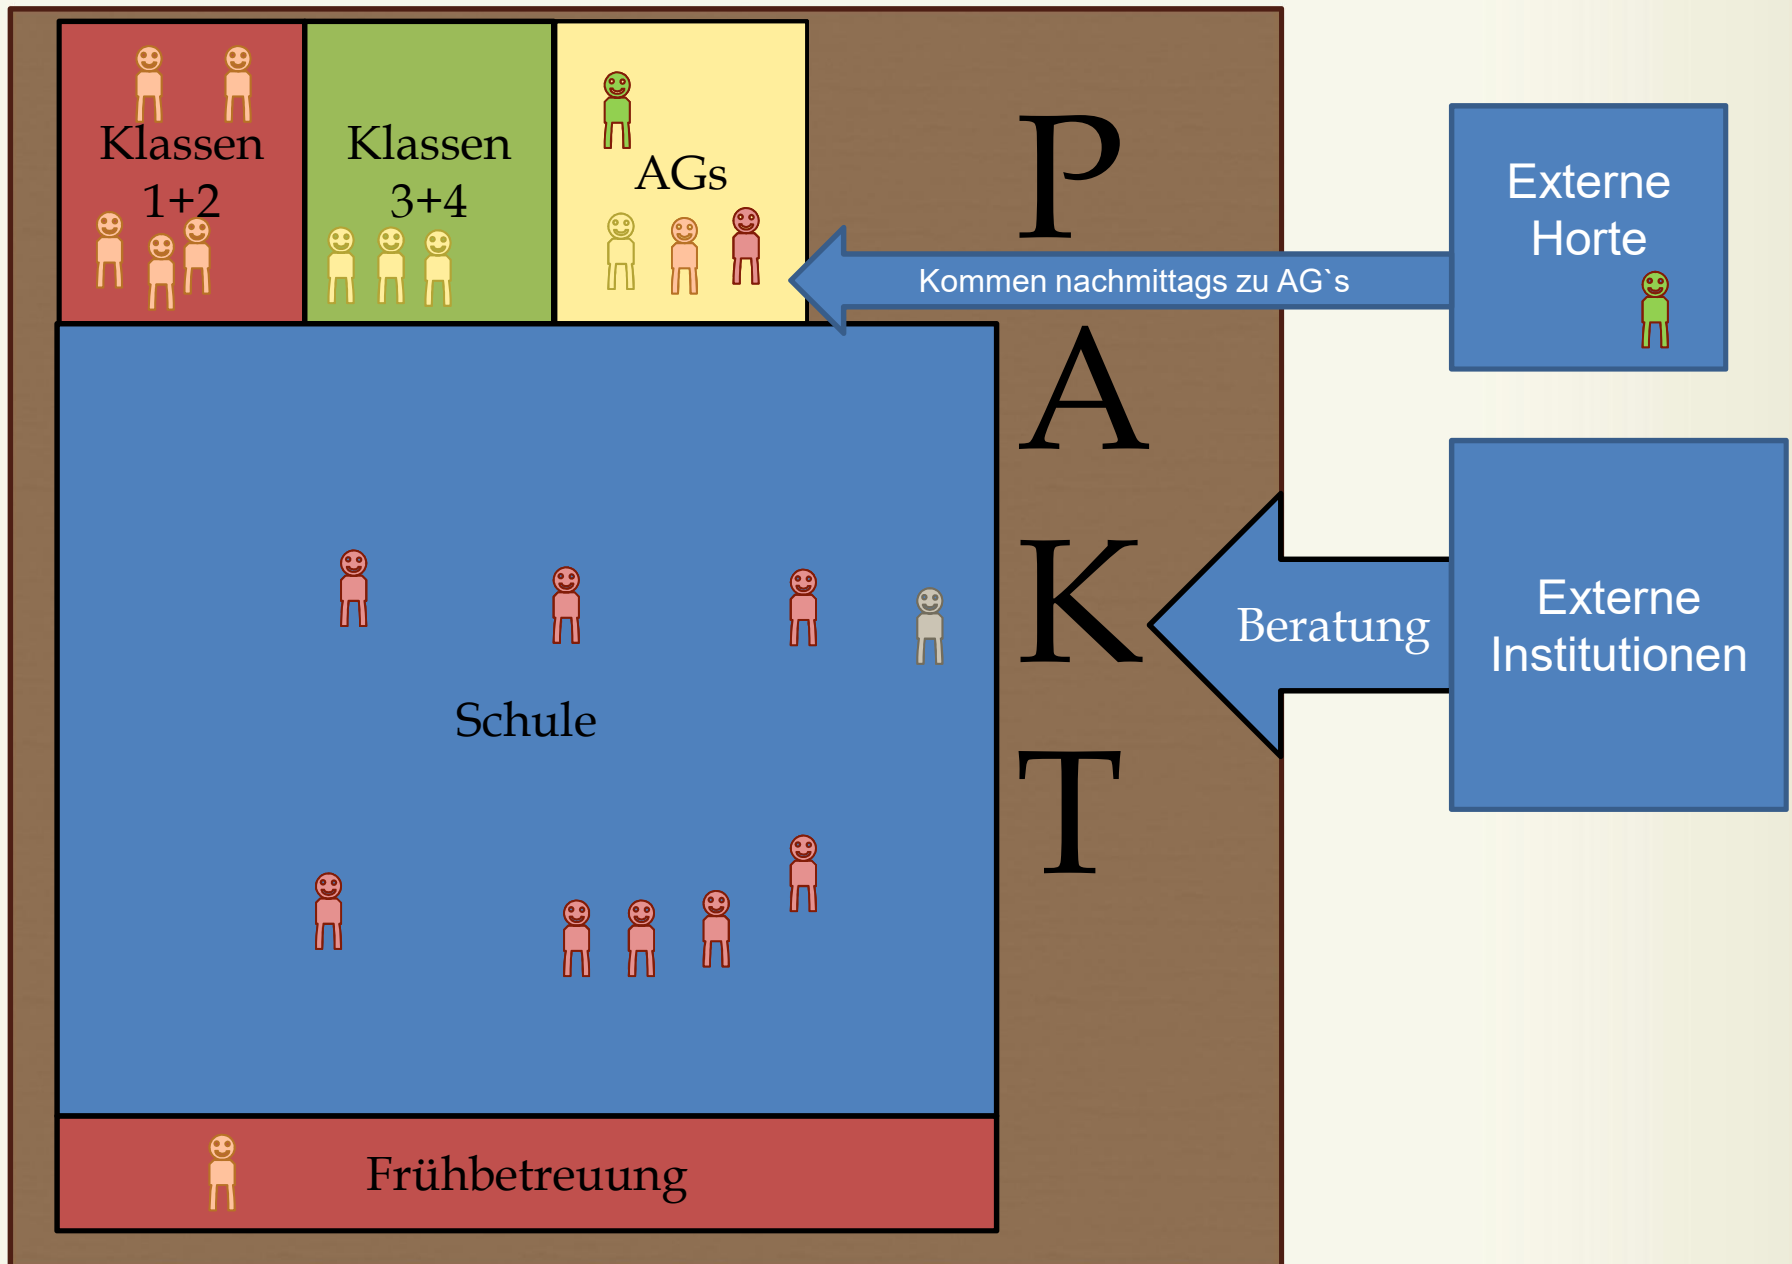 Klassen
1+2
Klassen
3+4
AGs
P
A
K
T
Externe
Horte
Kommen nachmittags zu AG`s
Beratung
Externe
Institutionen
Schule
Frühbetreuung